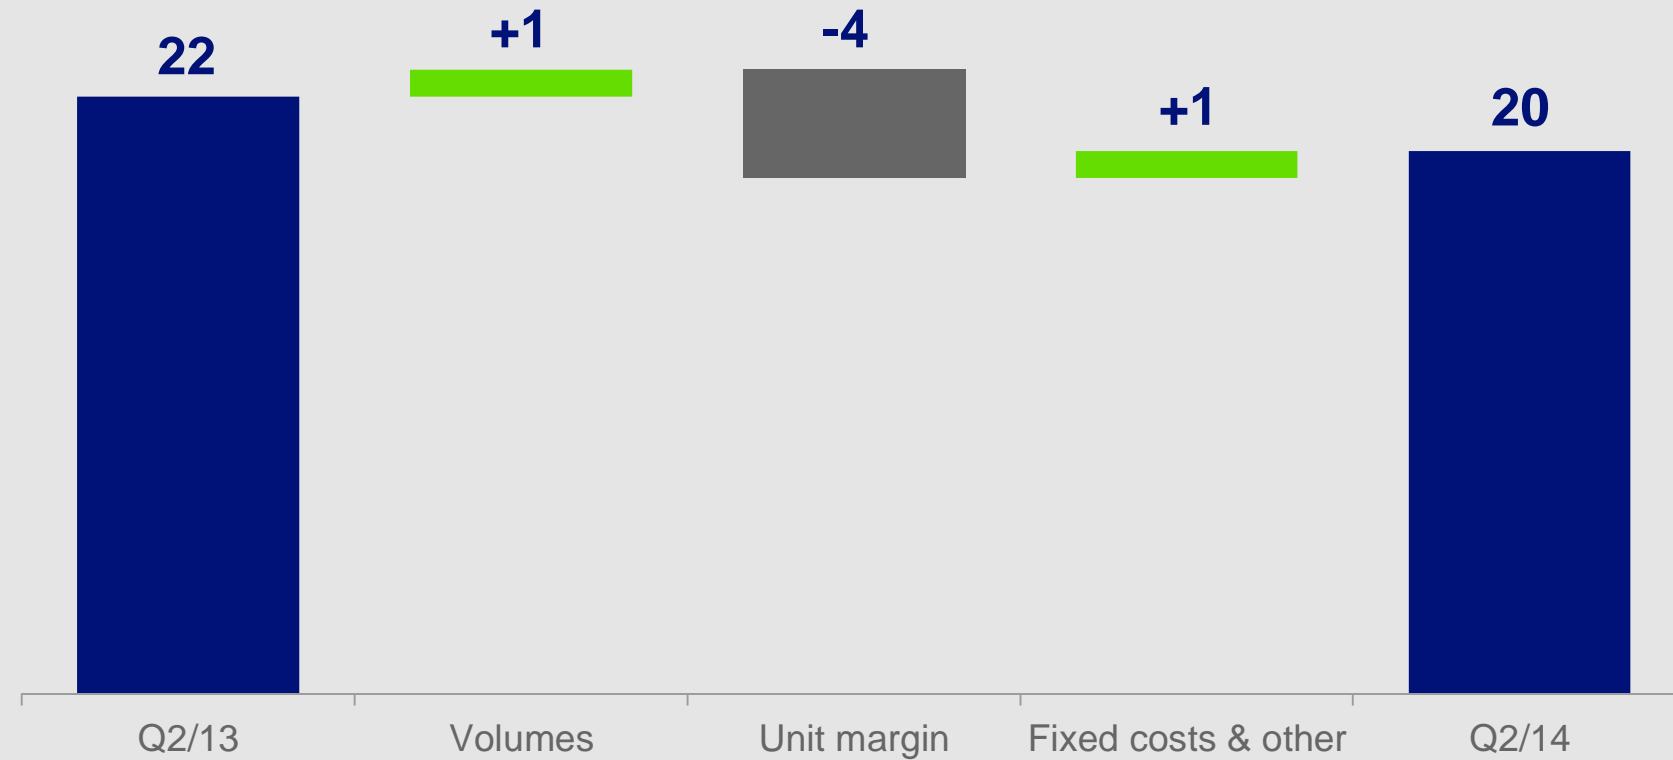 22
+1
-4
+1
20
Q2/13
Volumes
Unit margin
Fixed costs & other
Q2/14